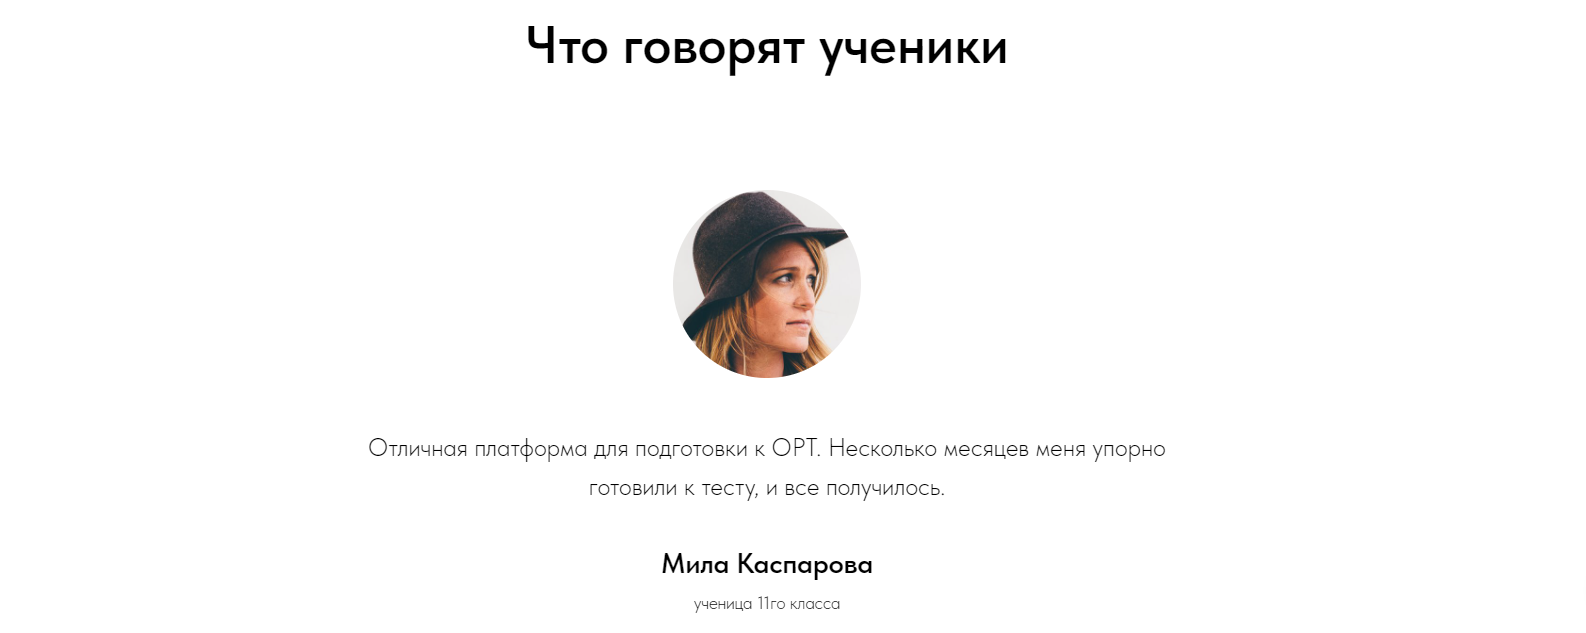 Что говорят ученики
Отличная платформа для подготовки к ОРТ. Несколько месяцев меня упорно
готовили к тесту, и все получилось.
Мила Каспарова
ученица 11го класса